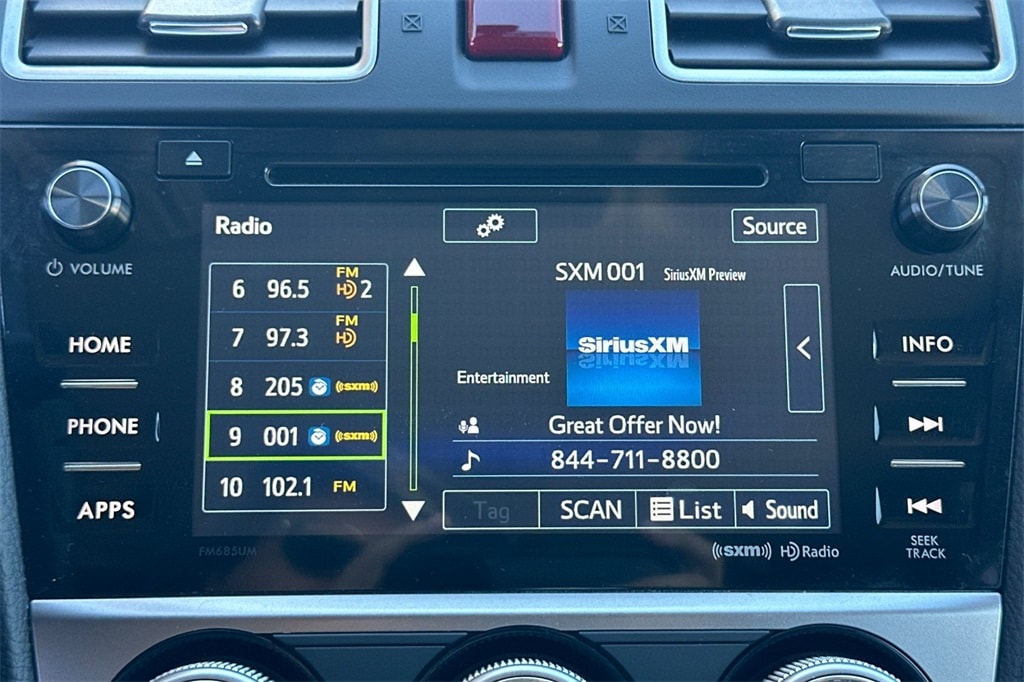 VOLUME
HOME
PHONE
APPS
Radio
Source
6 96.5 FM HD 2
7 97.3 FM HD
8 205 ((sxm))
9 001 ((sxm))
10 102.1 FM
SXM 001 SiriusXM Preview
SiriusXM
Entertainment
Great Offer Now!
844-711-8800
Tag SCAN List Sound
FM685UM
((sxm)) HD Radio
AUDIO/TUNE
INFO
SEEK
TRACK